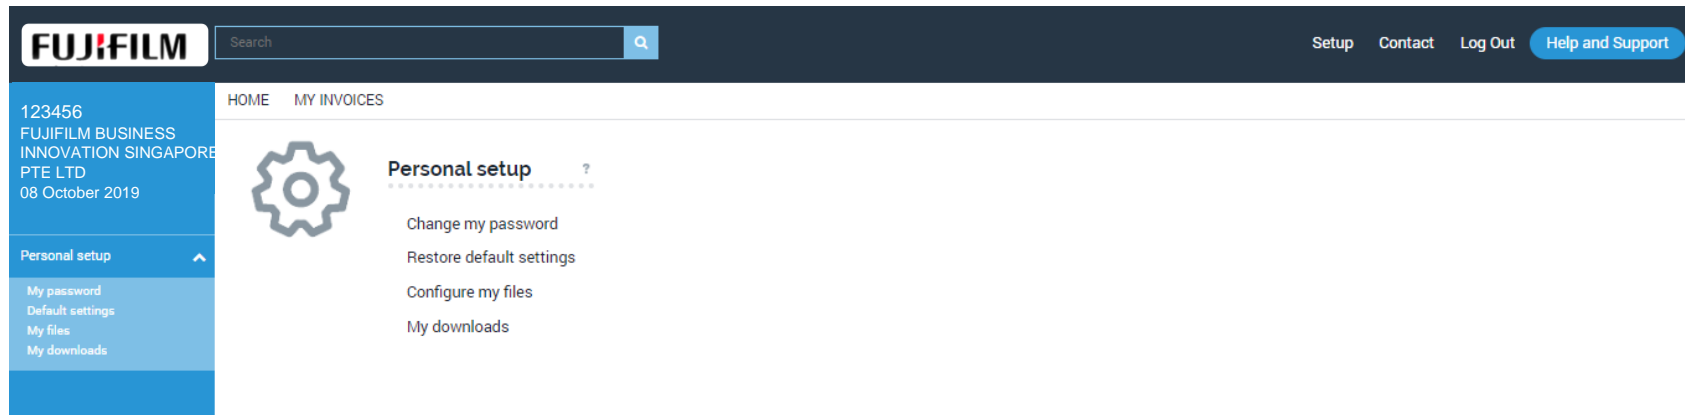 FUJIFILM
Search
Setup Contact Log Out Help and Support
123456
FUJIFILM BUSINESS
INNOVATION SINGAPORE
PTE LTD
08 October 2019
Personal setup
My password
Default settings
My files
My downloads
HOME MY INVOICES
Personal setup ?
Change my password
Restore default settings
Configure my files
My downloads